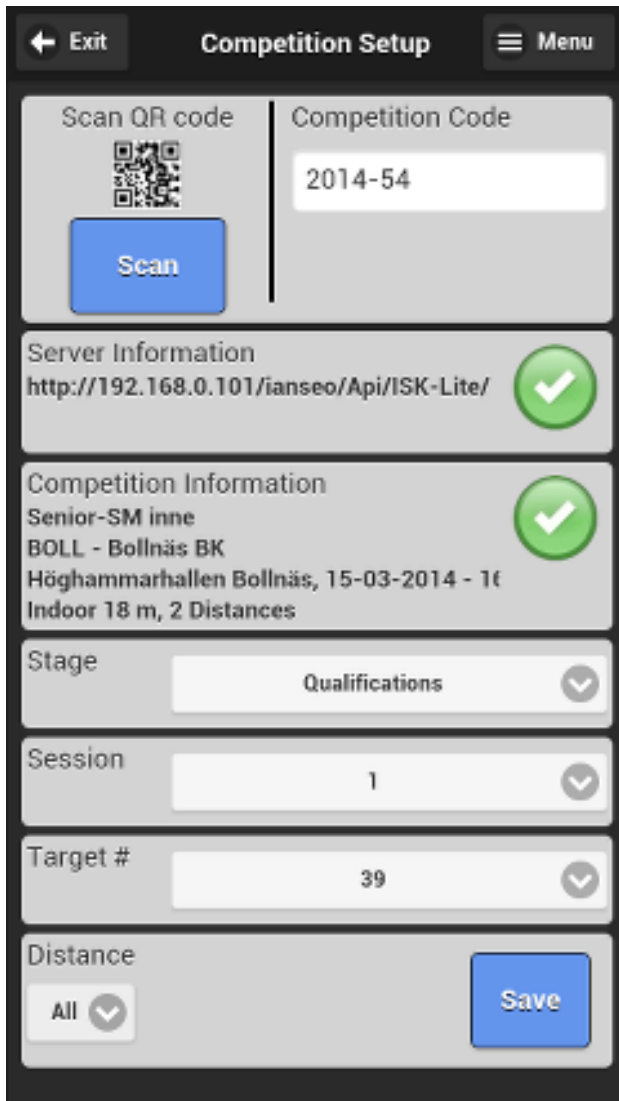 Exit
Competition Setup
Menu
Scan QR code
Scan
Competition Code
2014-54
Server Information
http://192.168.0.101/ianseo/Api/ISK-Lite/
Competition Information
Senior-SM inne
BOLL - Bollnäs BK
Höghammarhallen Bollnäs, 15-03-2014 - 16
Indoor 18 m, 2 Distances
Stage
Qualifications
Session
1
Target #
39
Distance
All
Save